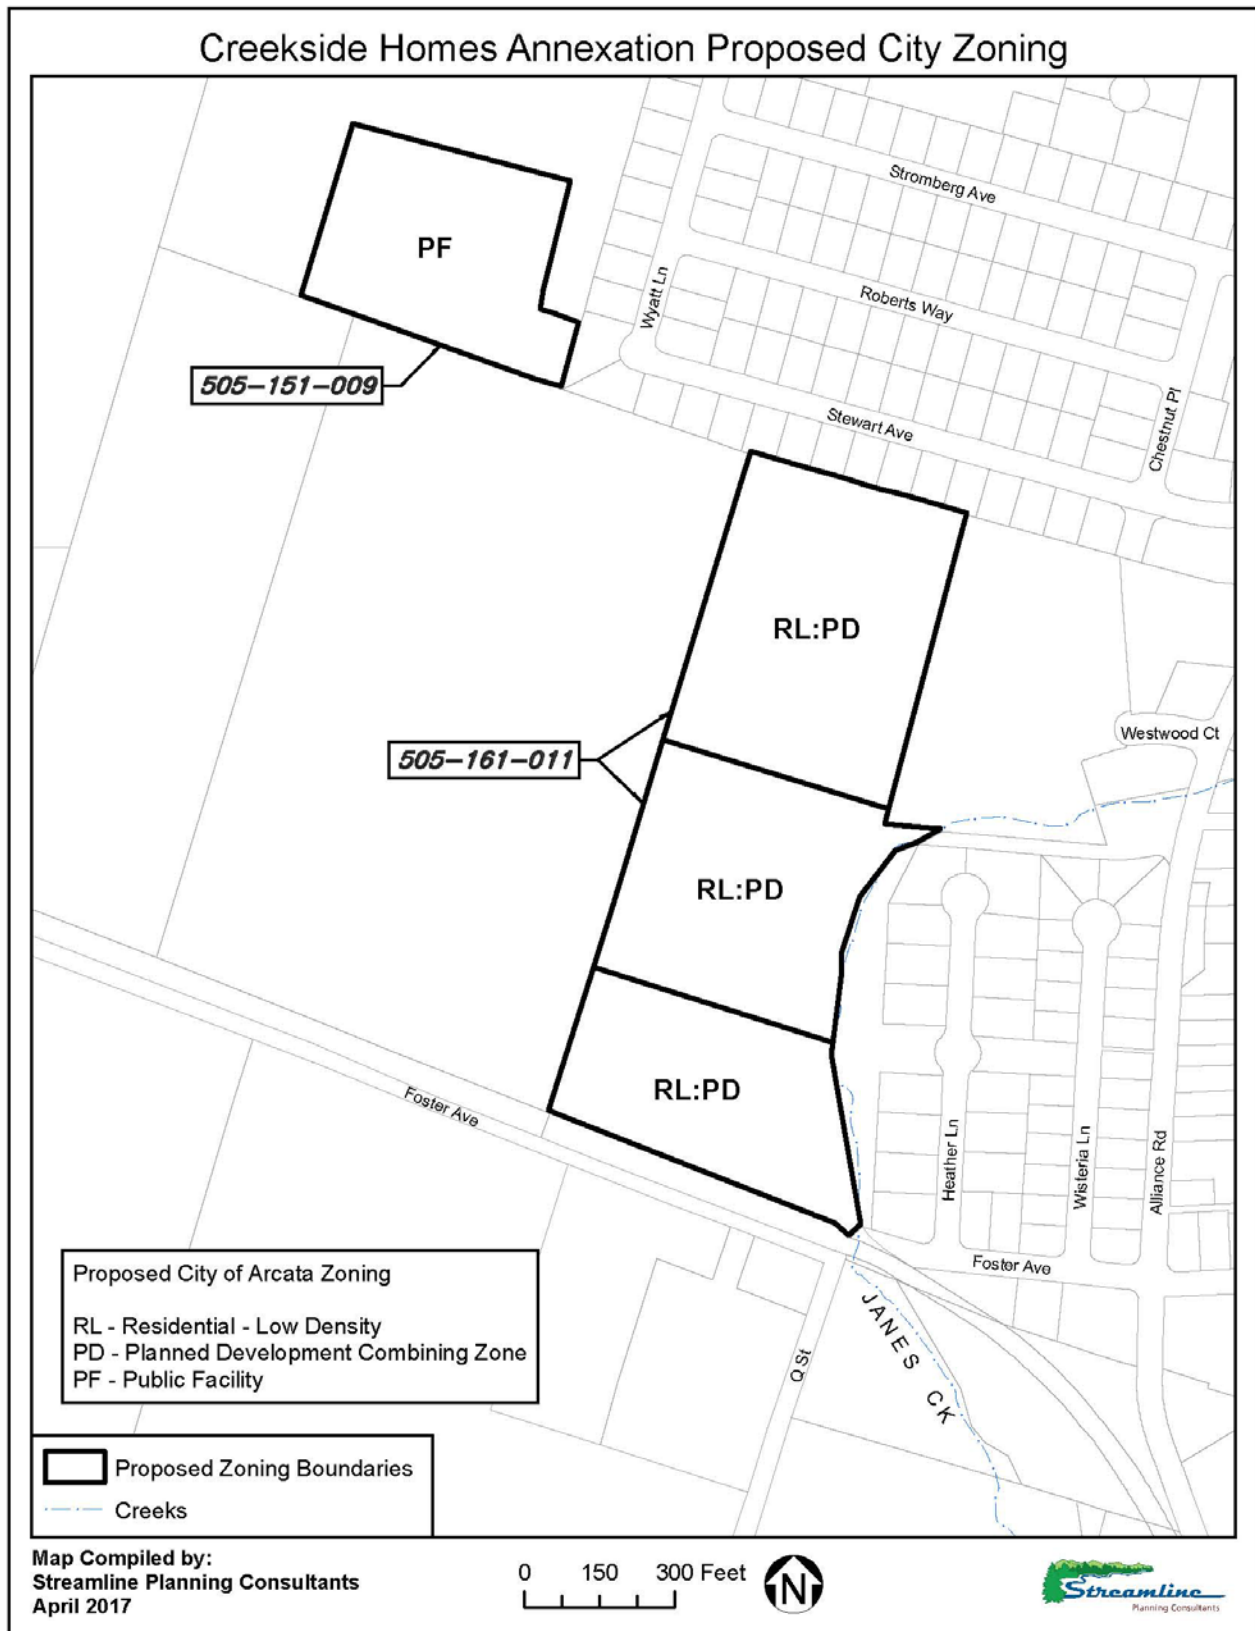 Creekside Homes Annexation Proposed City Zoning
Stromberg Ave
PF
Wyatt Ln
Roberts Way
505-151-009
Chestnut Pl
Stewart Ave
RL:PD
Westwood Ct
505-161-011
RL:PD
RL:PD
Foster Ave
Heather Ln
Wisteria Ln
Alliance Rd
Foster Ave
JANES CK
Q St
Proposed City of Arcata Zoning
RL - Residential - Low Density
PD - Planned Development Combining Zone
PF - Public Facility
Proposed Zoning Boundaries
Creeks
Map Compiled by:
Streamline Planning Consultants
April 2017
0 150 300 Feet
N
Streamline
Planning Consultants